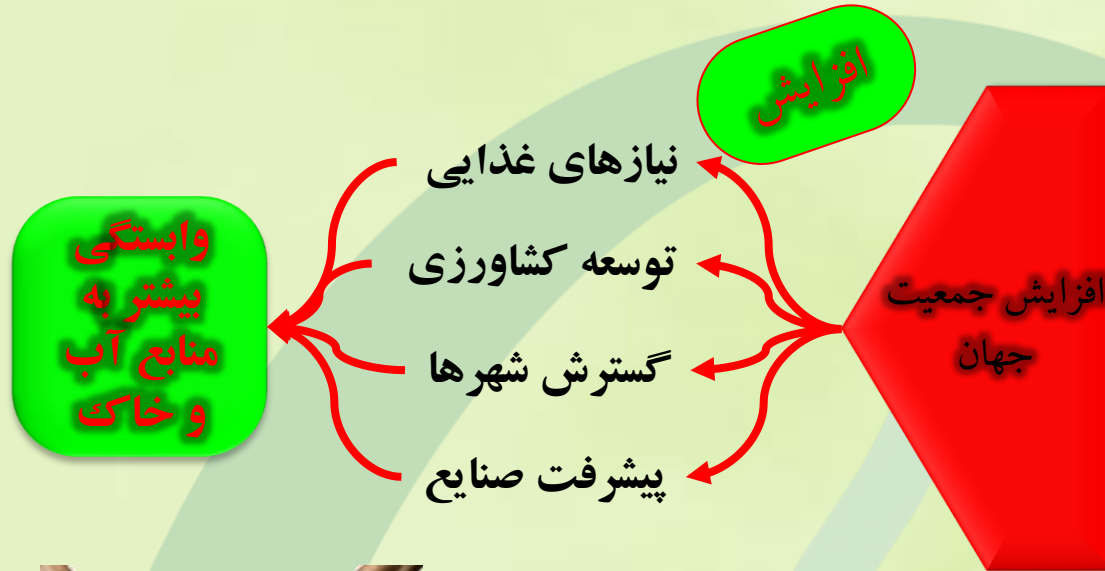 افزایش
افزایش جمعیت
جهان
نیازهای غذایی
توسعه کشاورزی
گسترش شهرها
پیشرفت صنایع
وابستگی
بیشتر به
منابع آب
و خاک